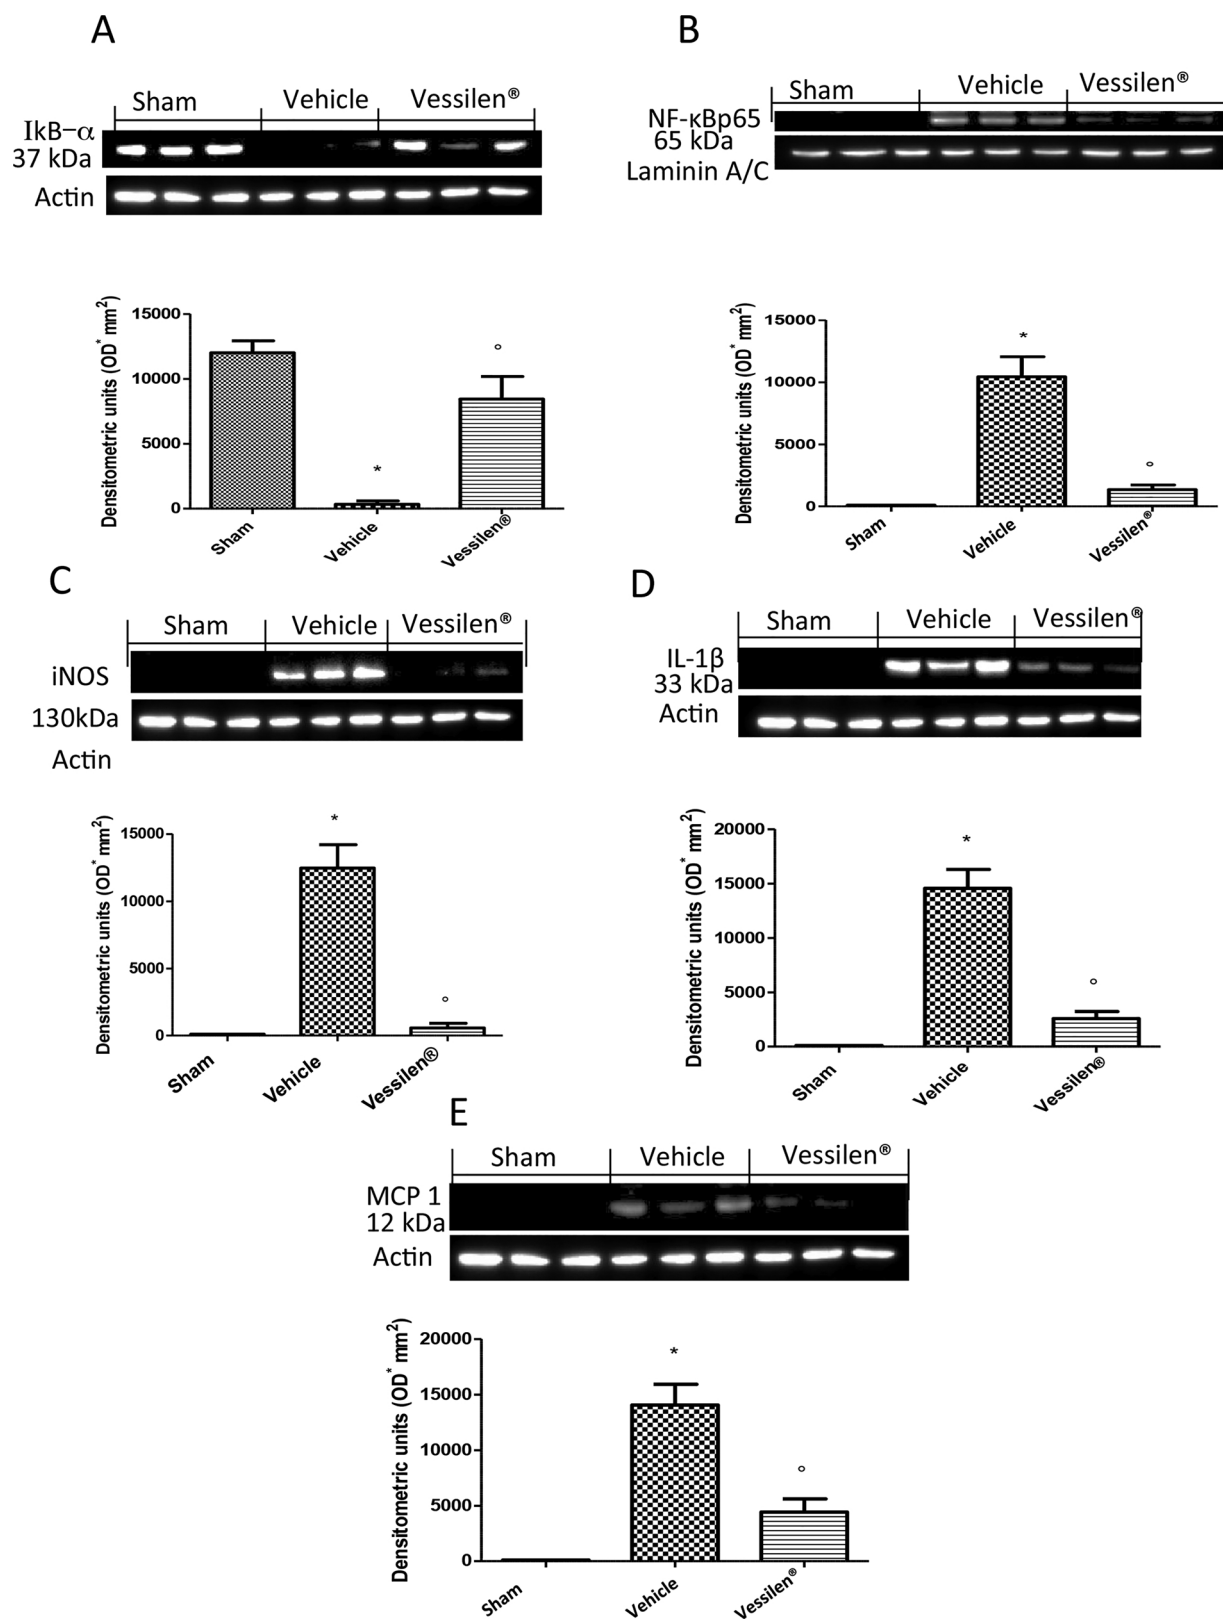 A
Sham Vehicle Vessilen®
IkB–α
37 kDa
Actin
Densitometric units (OD* mm²)
15000
10000
5000
0
*
°
Sham Vehicle Vessilen®
B
Sham Vehicle Vessilen®
NF-κBp65
65 kDa
Laminin A/C
Densitometric units (OD* mm²)
15000
10000
5000
0
*
°
Sham Vehicle Vessilen®
C
Sham Vehicle Vessilen®
iNOS
130kDa
Actin
Densitometric units (OD* mm²)
15000
10000
5000
0
*
°
Sham Vehicle Vessilen®
D
Sham Vehicle Vessilen®
IL-1β
33 kDa
Actin
Densitometric units (OD* mm²)
20000
15000
10000
5000
0
*
°
Sham Vehicle Vessilen®
E
Sham Vehicle Vessilen®
MCP 1
12 kDa
Actin
Densitometric units (OD* mm²)
20000
15000
10000
5000
0
*
°
Sham Vehicle Vessilen®